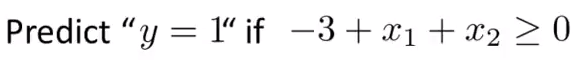 Predict “y = 1“ if -3 + x₁ + x₂ ≥ 0